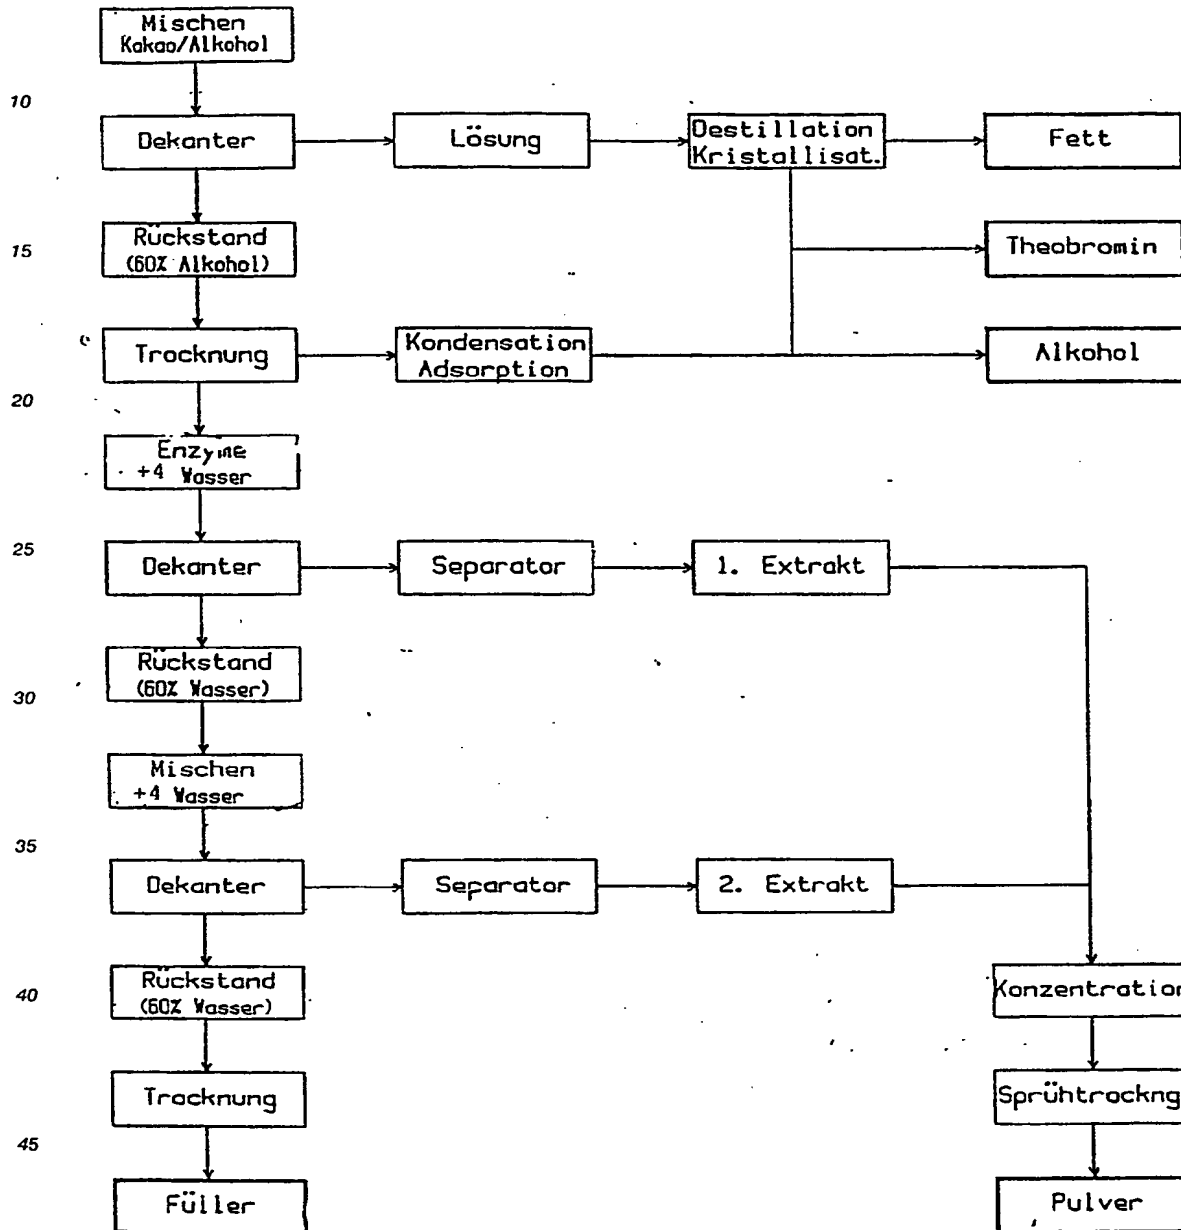 Mischen
Kakao/Alkohol
10
Dekanter
Lösung
Destillation
Kristallisat.
Fett
15
Rückstand
(60% Alkohol)
Theobromin
Trocknung
Kondensation
Adsorption
Alkohol
20
Enzyme
+4 Wasser
25
Dekanter
Separator
1. Extrakt
Rückstand
(60% Wasser)
30
Mischen
+4 Wasser
35
Dekanter
Separator
2. Extrakt
40
Rückstand
(60% Wasser)
Konzentration
Trocknung
Sprühtrockng
45
Füller
Pulver